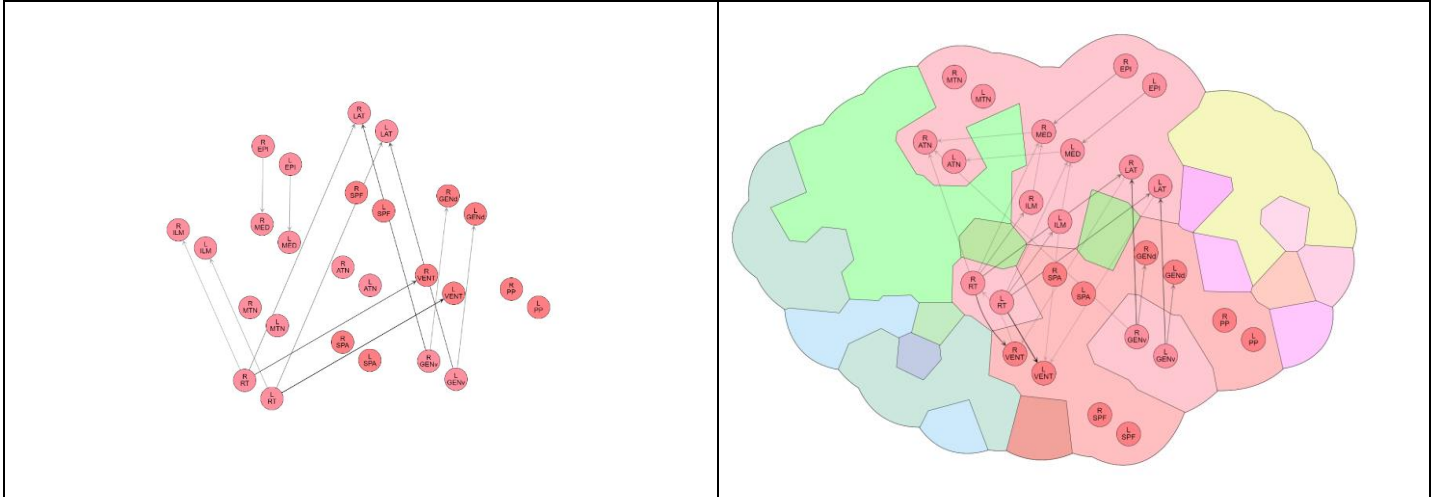 R
LAT
L
LAT
R
EPI
L
EPI
R
SPF
L
SPF
R
GENd
L
GENd
R
ILM
L
ILM
R
MED
L
MED
R
ATN
L
ATN
R
VENT
L
VENT
R
PP
L
PP
R
MTN
L
MTN
R
SPA
L
SPA
R
GENv
L
GENv
R
RT
L
RT
R
EPI
L
EPI
R
MTN
L
MTN
R
MED
L
MED
R
ATN
L
ATN
R
LAT
L
LAT
R
ILM
L
ILM
R
GENd
L
GENd
R
SPA
L
SPA
R
RT
L
RT
R
PP
L
PP
R
GENv
L
GENv
R
VENT
L
VENT
R
SPF
L
SPF